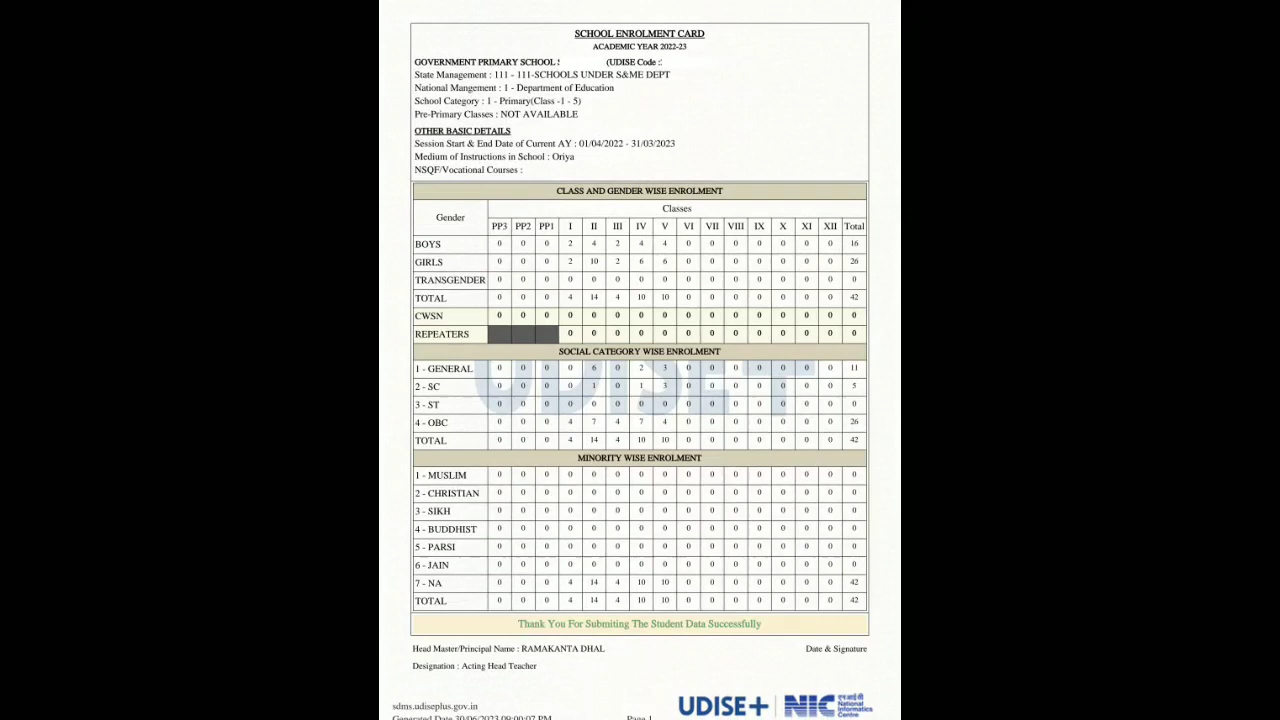 SCHOOL ENROLMENT CARD
ACADEMIC YEAR 2022-23
GOVERNMENT PRIMARY SCHOOL : (UDISE Code :
State Management : 111 - 111-SCHOOLS UNDER S&ME DEPT
National Mangement : 1 - Department of Education
School Category : 1 - Primary(Class -1 - 5)
Pre-Primary Classes : NOT AVAILABLE
OTHER BASIC DETAILS
Session Start & End Date of Current AY : 01/04/2022 - 31/03/2023
Medium of Instructions in School : Oriya
NSQF/Vocational Courses :
CLASS AND GENDER WISE ENROLMENT
Gender Classes
PP3 PP2 PP1 I II III IV V VI VII VIII IX X XI XII Total
BOYS 0 0 0 2 4 2 4 4 0 0 0 0 0 0 0 16
GIRLS 0 0 0 2 10 2 6 6 0 0 0 0 0 0 0 26
TRANSGENDER 0 0 0 0 0 0 0 0 0 0 0 0 0 0 0 0
TOTAL 0 0 0 4 14 4 10 10 0 0 0 0 0 0 0 42
CWSN 0 0 0 0 0 0 0 0 0 0 0 0 0 0 0 0
REPEATERS 0 0 0 0 0 0 0 0 0 0 0 0 0
SOCIAL CATEGORY WISE ENROLMENT
1 - GENERAL 0 0 0 0 6 0 2 3 0 0 0 0 0 0 0 11
2 - SC 0 0 0 0 1 0 1 3 0 0 0 0 0 0 0 5
3 - ST 0 0 0 0 0 0 0 0 0 0 0 0 0 0 0 0
4 - OBC 0 0 0 4 7 4 7 4 0 0 0 0 0 0 0 26
TOTAL 0 0 0 4 14 4 10 10 0 0 0 0 0 0 0 42
MINORITY WISE ENROLMENT
1 - MUSLIM 0 0 0 0 0 0 0 0 0 0 0 0 0 0 0 0
2 - CHRISTIAN 0 0 0 0 0 0 0 0 0 0 0 0 0 0 0 0
3 - SIKH 0 0 0 0 0 0 0 0 0 0 0 0 0 0 0 0
4 - BUDDHIST 0 0 0 0 0 0 0 0 0 0 0 0 0 0 0 0
5 - PARSI 0 0 0 0 0 0 0 0 0 0 0 0 0 0 0 0
6 - JAIN 0 0 0 0 0 0 0 0 0 0 0 0 0 0 0 0
7 - NA 0 0 0 4 14 4 10 10 0 0 0 0 0 0 0 42
TOTAL 0 0 0 4 14 4 10 10 0 0 0 0 0 0 0 42
Thank You For Submiting The Student Data Successfully
Head Master/Principal Name : RAMAKANTA DHAL Date & Signature
Designation : Acting Head Teacher
sdms.udiseplus.gov.in
Generated Date 30/06/2023 09:00:07 PM Page 1
UDISE+ NIC एन आई सी National Informatics Centre